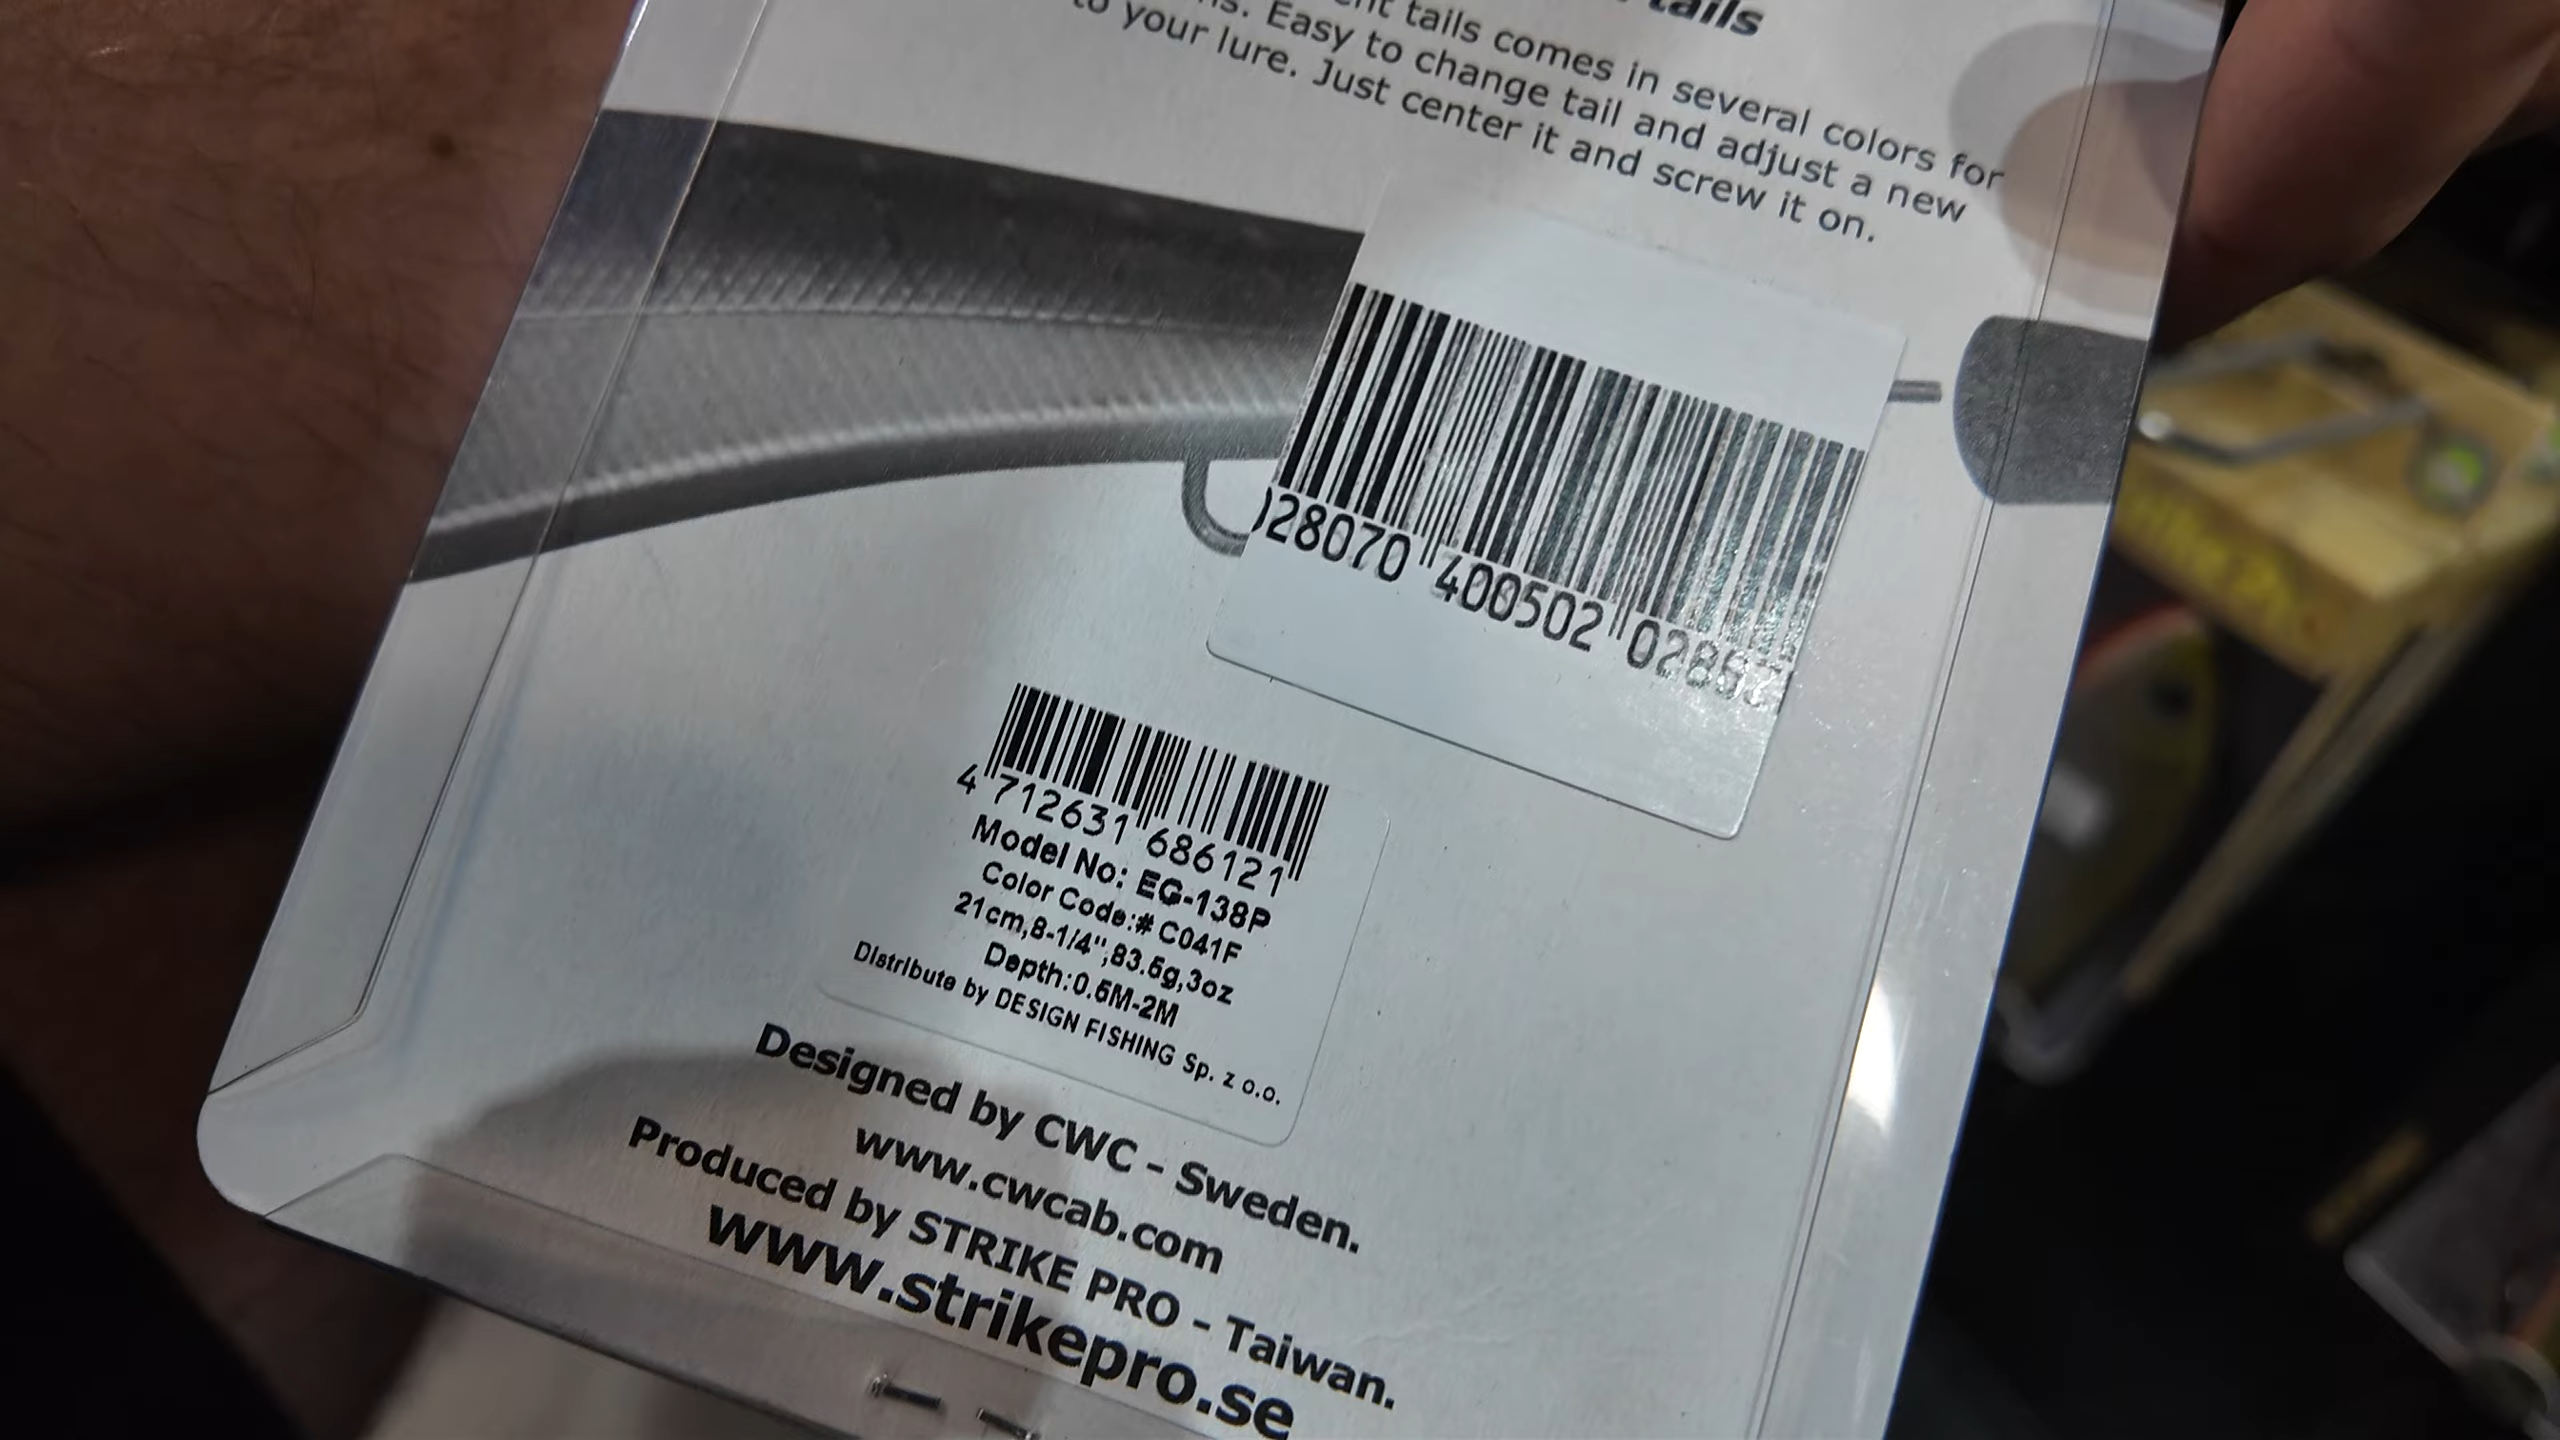 tails
tails comes in several colors for
Easy to change tail and adjust a new
to your lure. Just center it and screw it on.
28070 400502
4 712631 686121
Model No: EG-138P
Color Code:# C041F
21cm,8-1/4",83.5g,3oz
Depth:0.5M-2M
Distribute by DESIGN FISHING Sp. z o.o.
Designed by CWC - Sweden.
www.cwcab.com
Produced by STRIKE PRO - Taiwan.
www.strikepro.se